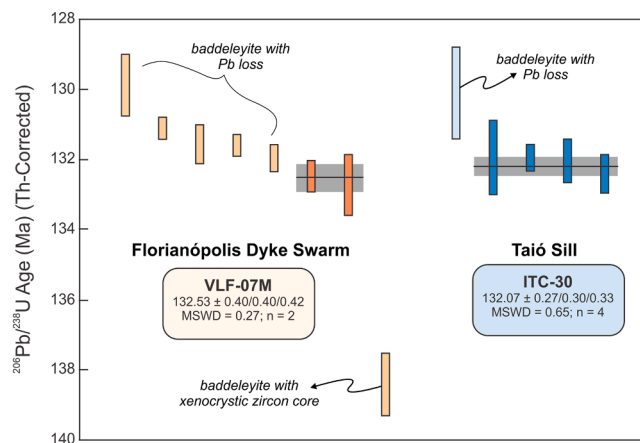 128
130
132
134
136
138
140
206Pb/238U Age (Ma) (Th-Corrected)
baddeleyite with
Pb loss
baddeleyite with
Pb loss
Florianópolis Dyke Swarm
VLF-07M
132.53 ± 0.40/0.40/0.42
MSWD = 0.27; n = 2
Taió Sill
ITC-30
132.07 ± 0.27/0.30/0.33
MSWD = 0.65; n = 4
baddeleyite with
xenocrystic zircon core